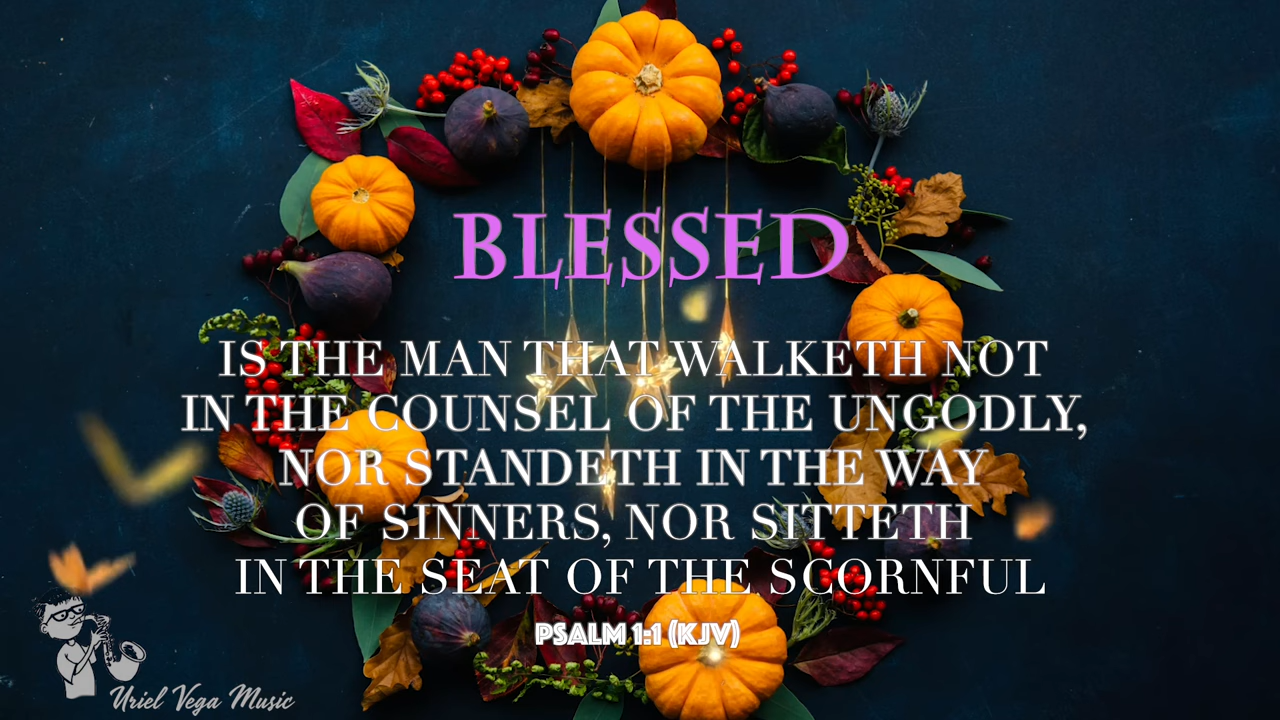 BLESSED
IS THE MAN THAT WALKETH NOT
IN THE COUNSEL OF THE UNGODLY,
NOR STANDETH IN THE WAY
OF SINNERS, NOR SITTETH
IN THE SEAT OF THE SCORNFUL
PSALM 1:1 (KJV)
Uriel Vega Music